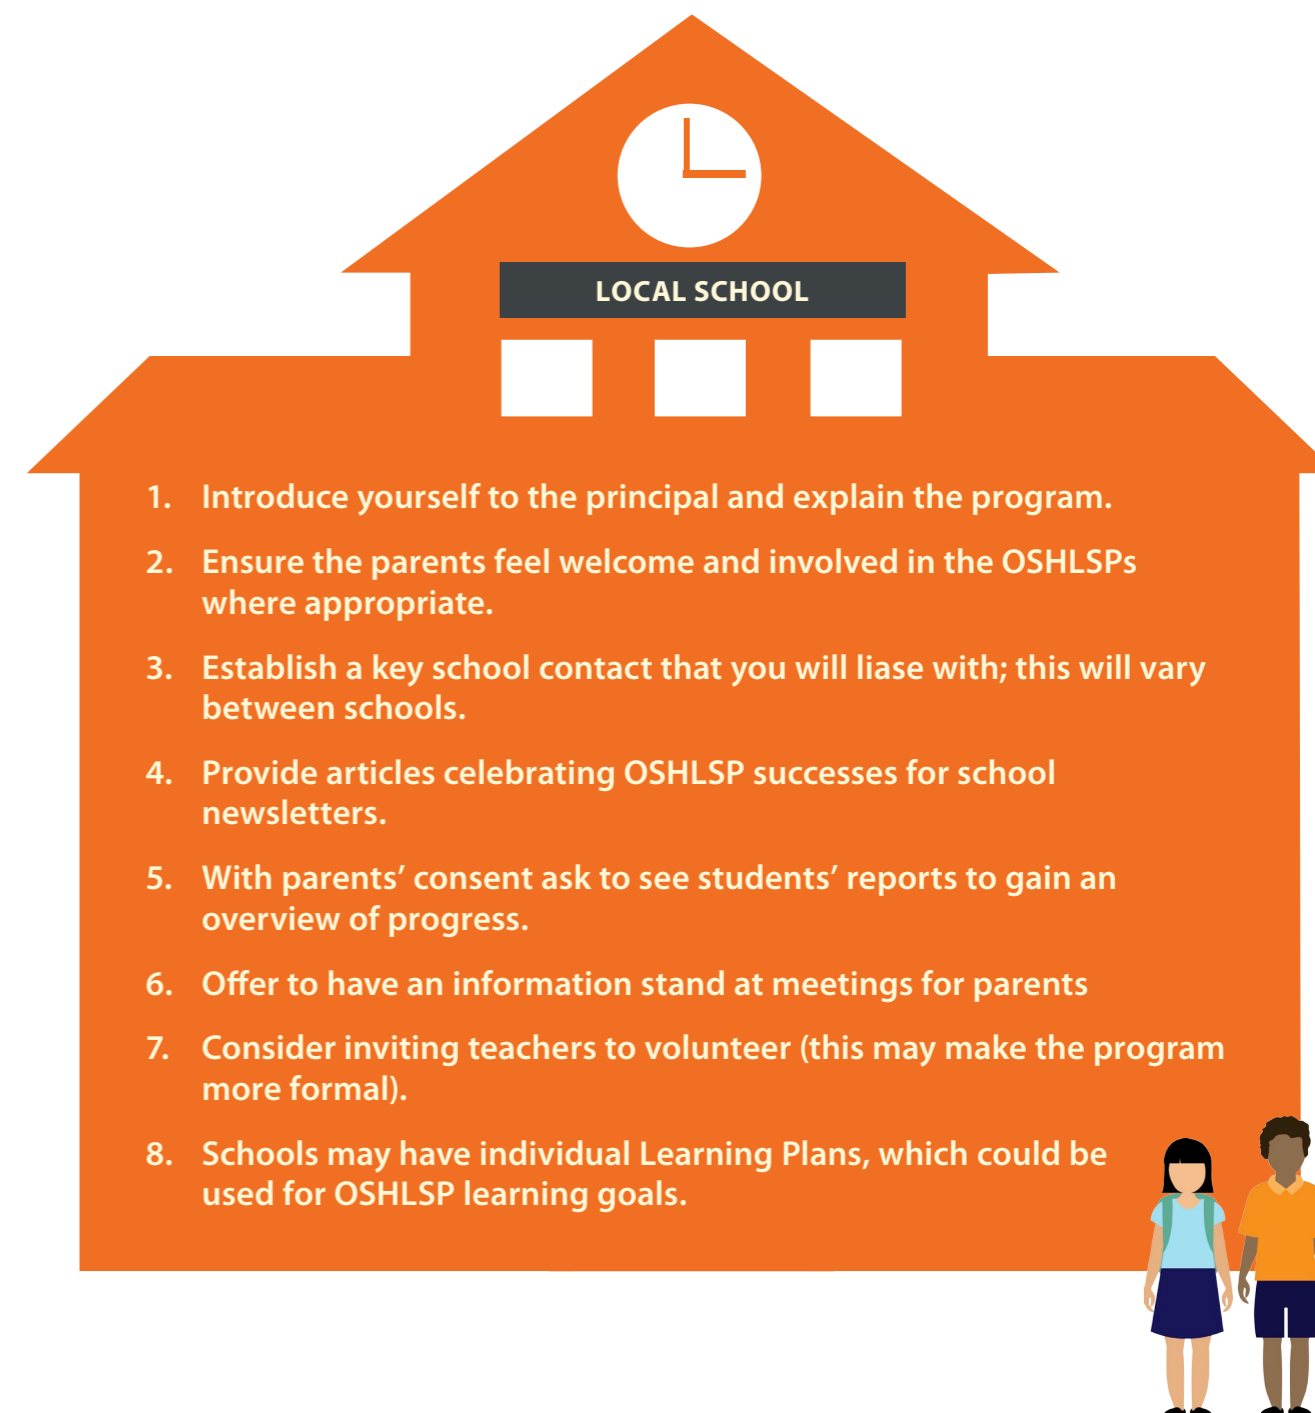 LOCAL SCHOOL
1. Introduce yourself to the principal and explain the program.
2. Ensure the parents feel welcome and involved in the OSHLSPs
where appropriate.
3. Establish a key school contact that you will liase with; this will vary
between schools.
4. Provide articles celebrating OSHLSP successes for school
newsletters.
5. With parents’ consent ask to see students’ reports to gain an
overview of progress.
6. Offer to have an information stand at meetings for parents
7. Consider inviting teachers to volunteer (this may make the program
more formal).
8. Schools may have individual Learning Plans, which could be
used for OSHLSP learning goals.